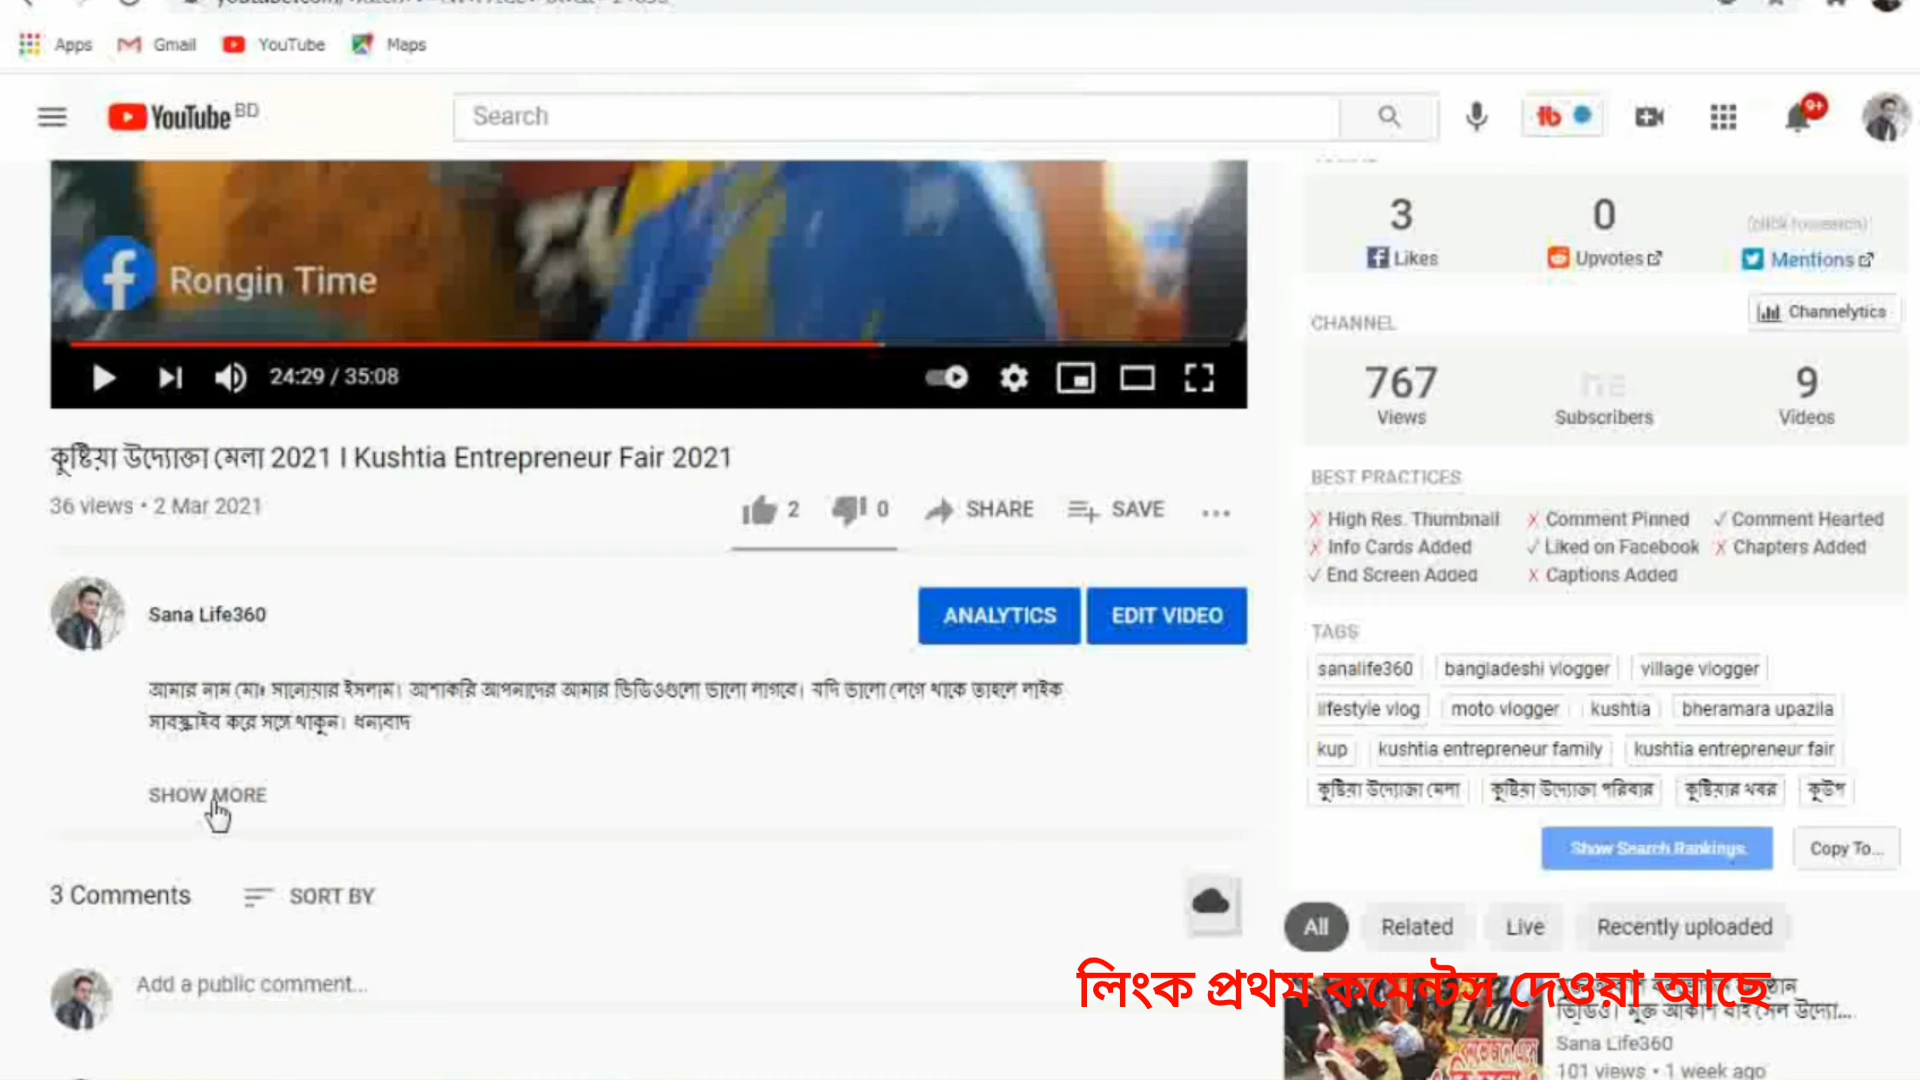 Apps Gmail YouTube Maps
YouTube BD
Search
9+
3
Likes
0
Upvotes
Mentions
Rongin Time
24:29 / 35:08
CHANNEL
Channelytics
767
Views
Subscribers
9
Videos
কুষ্টিয়া উদ্যোক্তা মেলা 2021 I Kushtia Entrepreneur Fair 2021
36 views • 2 Mar 2021
2 0 SHARE SAVE
BEST PRACTICES
High Res. Thumbnail Comment Pinned Comment Hearted
Info Cards Added Liked on Facebook Chapters Added
End Screen Added Captions Added
Sana Life360
ANALYTICS EDIT VIDEO
আমার নাম মোঃ সানোয়ার ইসলাম। আশাকরি আপনাদের আমার ভিডিওগুলো ভালো লাগবে। যদি ভালো লেগে থাকে তাহলে লাইক
সাবস্ক্রাইব করে সঙ্গে থাকুন। ধন্যবাদ
SHOW MORE
TAGS
sanalife360 bangladeshi vlogger village vlogger
lifestyle vlog moto vlogger kushtia bheramara upazila
kup kushtia entrepreneur family kushtia entrepreneur fair
কুষ্টিয়া উদ্যোক্তা মেলা কুষ্টিয়া উদ্যোক্তা পরিবার কুষ্টিয়ার খবর কুউপ
Show Search Rankings Copy To...
3 Comments SORT BY
Add a public comment...
All Related Live Recently uploaded
লিংক প্রথম কমেন্টস দেওয়া আছে
Sana Life360
101 views • 1 week ago